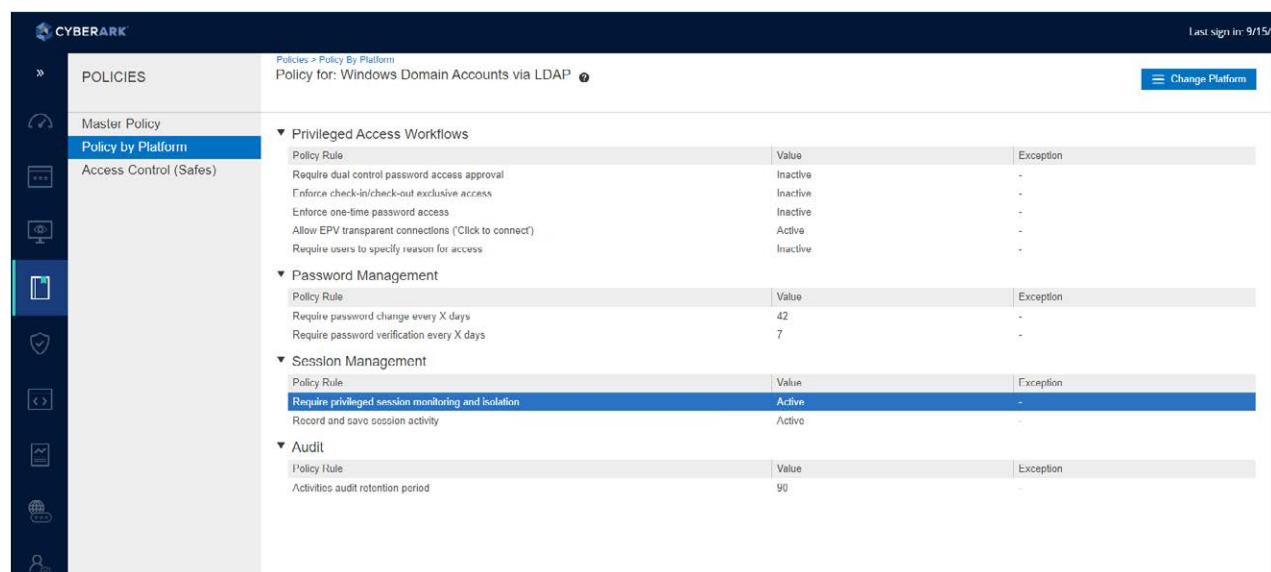 CYBERARK
Last sign in: 9/15/
»
POLICIES
Policies > Policy By Platform
Policy for: Windows Domain Accounts via LDAP ?
Change Platform
Master Policy
Policy by Platform
Access Control (Safes)
Privileged Access Workflows
Policy Rule Value Exception
Require dual control password access approval Inactive -
Enforce check-in/check-out exclusive access Inactive -
Enforce one-time password access Inactive -
Allow EPV transparent connections ('Click to connect') Active -
Require users to specify reason for access Inactive -
Password Management
Policy Rule Value Exception
Require password change every X days 42 -
Require password verification every X days 7 -
Session Management
Policy Rule Value Exception
Require privileged session monitoring and isolation Active -
Record and save session activity Active -
Audit
Policy Rule Value Exception
Activities audit retention period 90 -